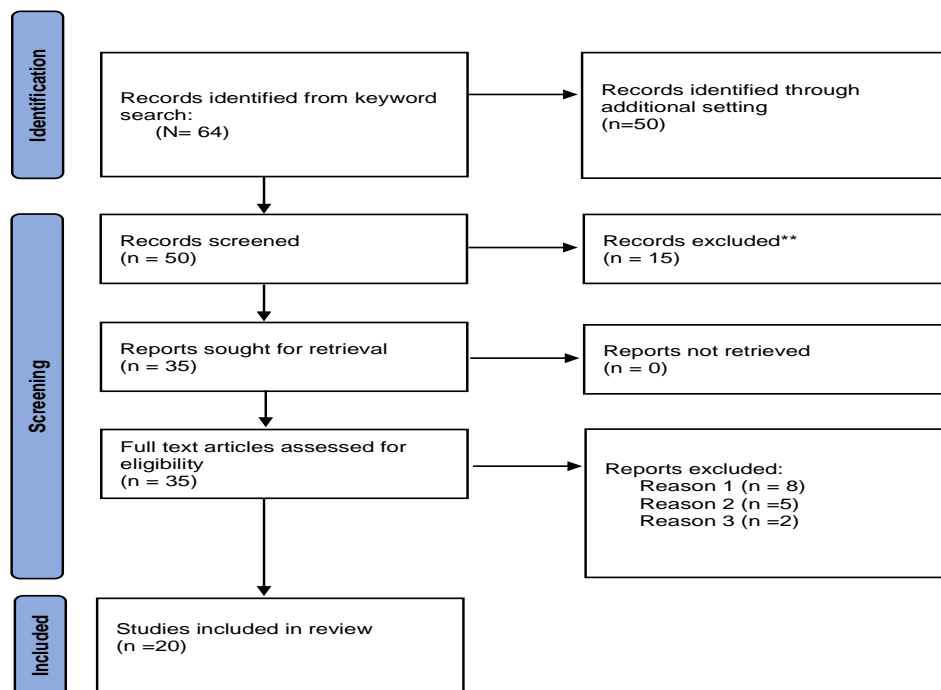 Identification
Records identified from keyword
search:
(N= 64)
Records identified through
additional setting
(n=50)
Screening
Records screened
(n = 50)
Records excluded**
(n = 15)
Reports sought for retrieval
(n = 35)
Reports not retrieved
(n = 0)
Full text articles assessed for
eligibility
(n = 35)
Reports excluded:
Reason 1 (n = 8)
Reason 2 (n =5)
Reason 3 (n =2)
Included
Studies included in review
(n =20)